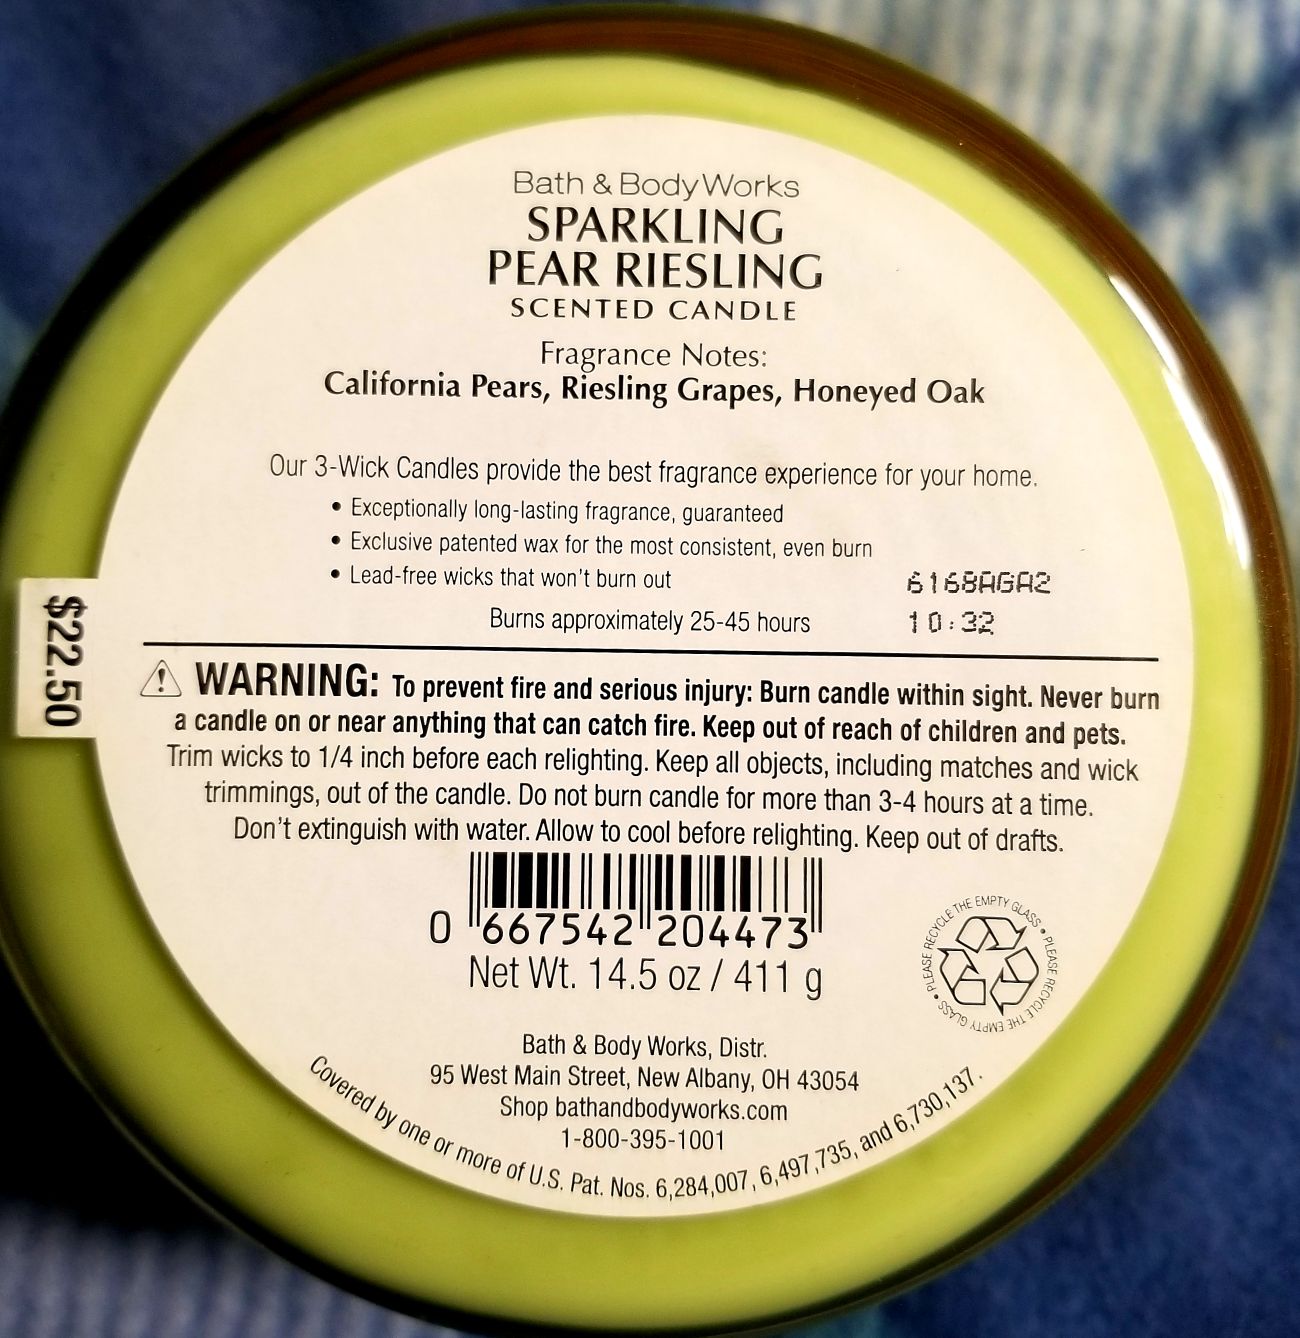 Bath & Body Works
SPARKLING
PEAR RIESLING
SCENTED CANDLE
Fragrance Notes:
California Pears, Riesling Grapes, Honeyed Oak
Our 3-Wick Candles provide the best fragrance experience for your home.
• Exceptionally long-lasting fragrance, guaranteed
• Exclusive patented wax for the most consistent, even burn
• Lead-free wicks that won't burn out
6168AGA2
Burns approximately 25-45 hours
10:32
$22.50
WARNING: To prevent fire and serious injury: Burn candle within sight. Never burn
a candle on or near anything that can catch fire. Keep out of reach of children and pets.
Trim wicks to 1/4 inch before each relighting. Keep all objects, including matches and wick
trimmings, out of the candle. Do not burn candle for more than 3-4 hours at a time.
Don't extinguish with water. Allow to cool before relighting. Keep out of drafts.
0 667542 204473
Net Wt. 14.5 oz / 411 g
PLEASE RECYCLE THE EMPTY GLASS • PLEASE RECYCLE THE EMPTY GLASS •
Bath & Body Works, Distr.
95 West Main Street, New Albany, OH 43054
Shop bathandbodyworks.com
1-800-395-1001
Covered by one or more of U.S. Pat. Nos. 6,284,007, 6,497,735, and 6,730,137.